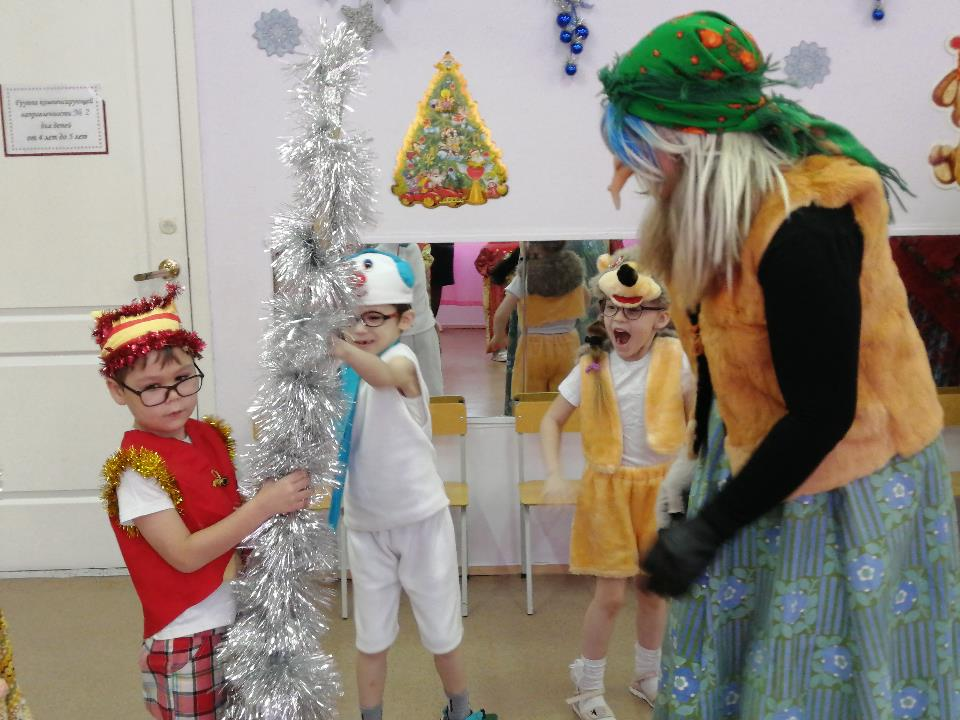 Группа компенсирующей
направленности № 2
для детей
от 4 лет до 5 лет